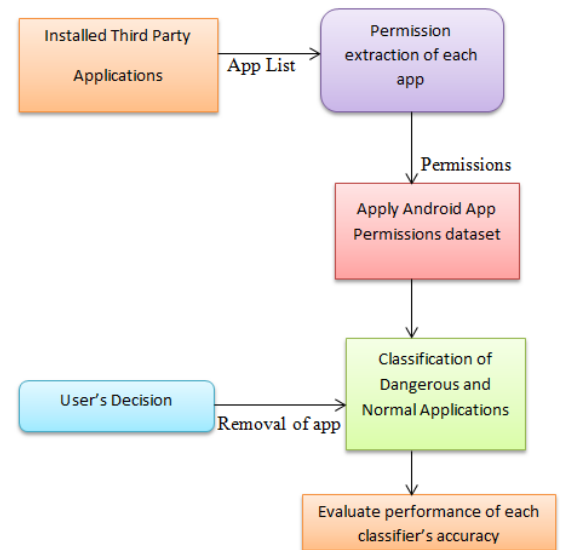 Installed Third Party
Applications
App List
Permission
extraction of each
app
Permissions
Apply Android App
Permissions dataset
Classification of
Dangerous and
Normal Applications
User's Decision
Removal of app
Evaluate performance of each
classifier's accuracy